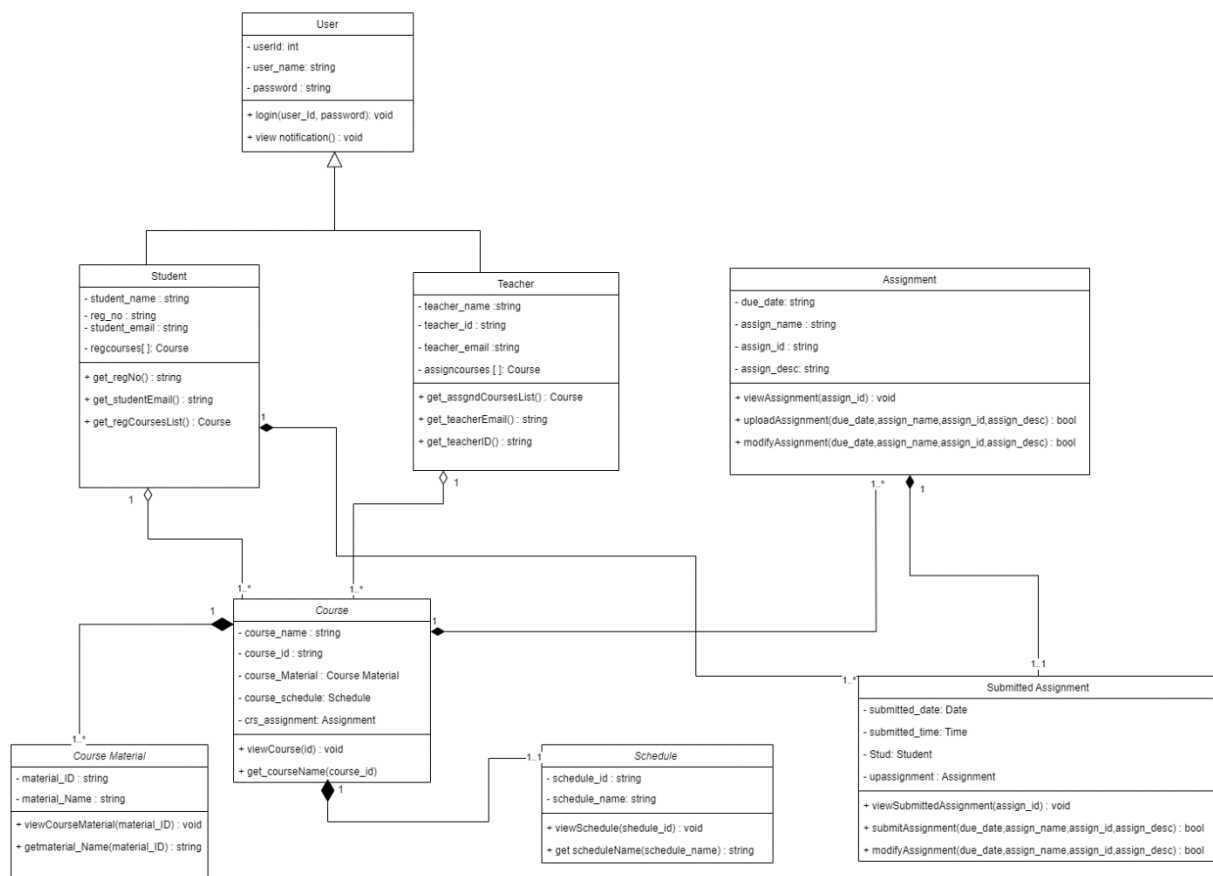 User
- userId: int
- user_name: string
- password : string
+ login(user_Id, password): void
+ view notification() : void
Student
- student_name : string
- reg_no : string
- student_email : string
- regcourses[ ]: Course
+ get_regNo() : string
+ get_studentEmail() : string
+ get_regCoursesList() : Course
1
1
Teacher
- teacher_name :string
- teacher_id : string
- teacher_email :string
- assigncourses [ ]: Course
+ get_assgndCoursesList() : Course
+ get_teacherEmail() : string
+ get_teacherID() : string
1
Assignment
- due_date: string
- assign_name : string
- assign_id : string
- assign_desc: string
+ viewAssignment(assign_id) : void
+ uploadAssignment(due_date,assign_name,assign_id,assign_desc) : bool
+ modifyAssignment(due_date,assign_name,assign_id,assign_desc) : bool
1..*
1
1..*
1..*
Course
- course_name : string
- course_id : string
- course_Material : Course Material
- course_schedule: Schedule
- crs_assignment: Assignment
+ viewCourse(id) : void
+ get_courseName(course_id)
1
1
1
1..*
Course Material
- material_ID : string
- material_Name : string
+ viewCourseMaterial(material_ID) : void
+ getmaterial_Name(material_ID) : string
1..1
Schedule
- schedule_id : string
- schedule_name: string
+ viewSchedule(shedule_id) : void
+ get scheduleName(schedule_name) : string
1..1
1..*
Submitted Assignment
- submitted_date: Date
- submitted_time: Time
- Stud: Student
- upassignment : Assignment
+ viewSubmittedAssignment(assign_id) : void
+ submitAssignment(due_date,assign_name,assign_id,assign_desc) : bool
+ modifyAssignment(due_date,assign_name,assign_id,assign_desc) : bool